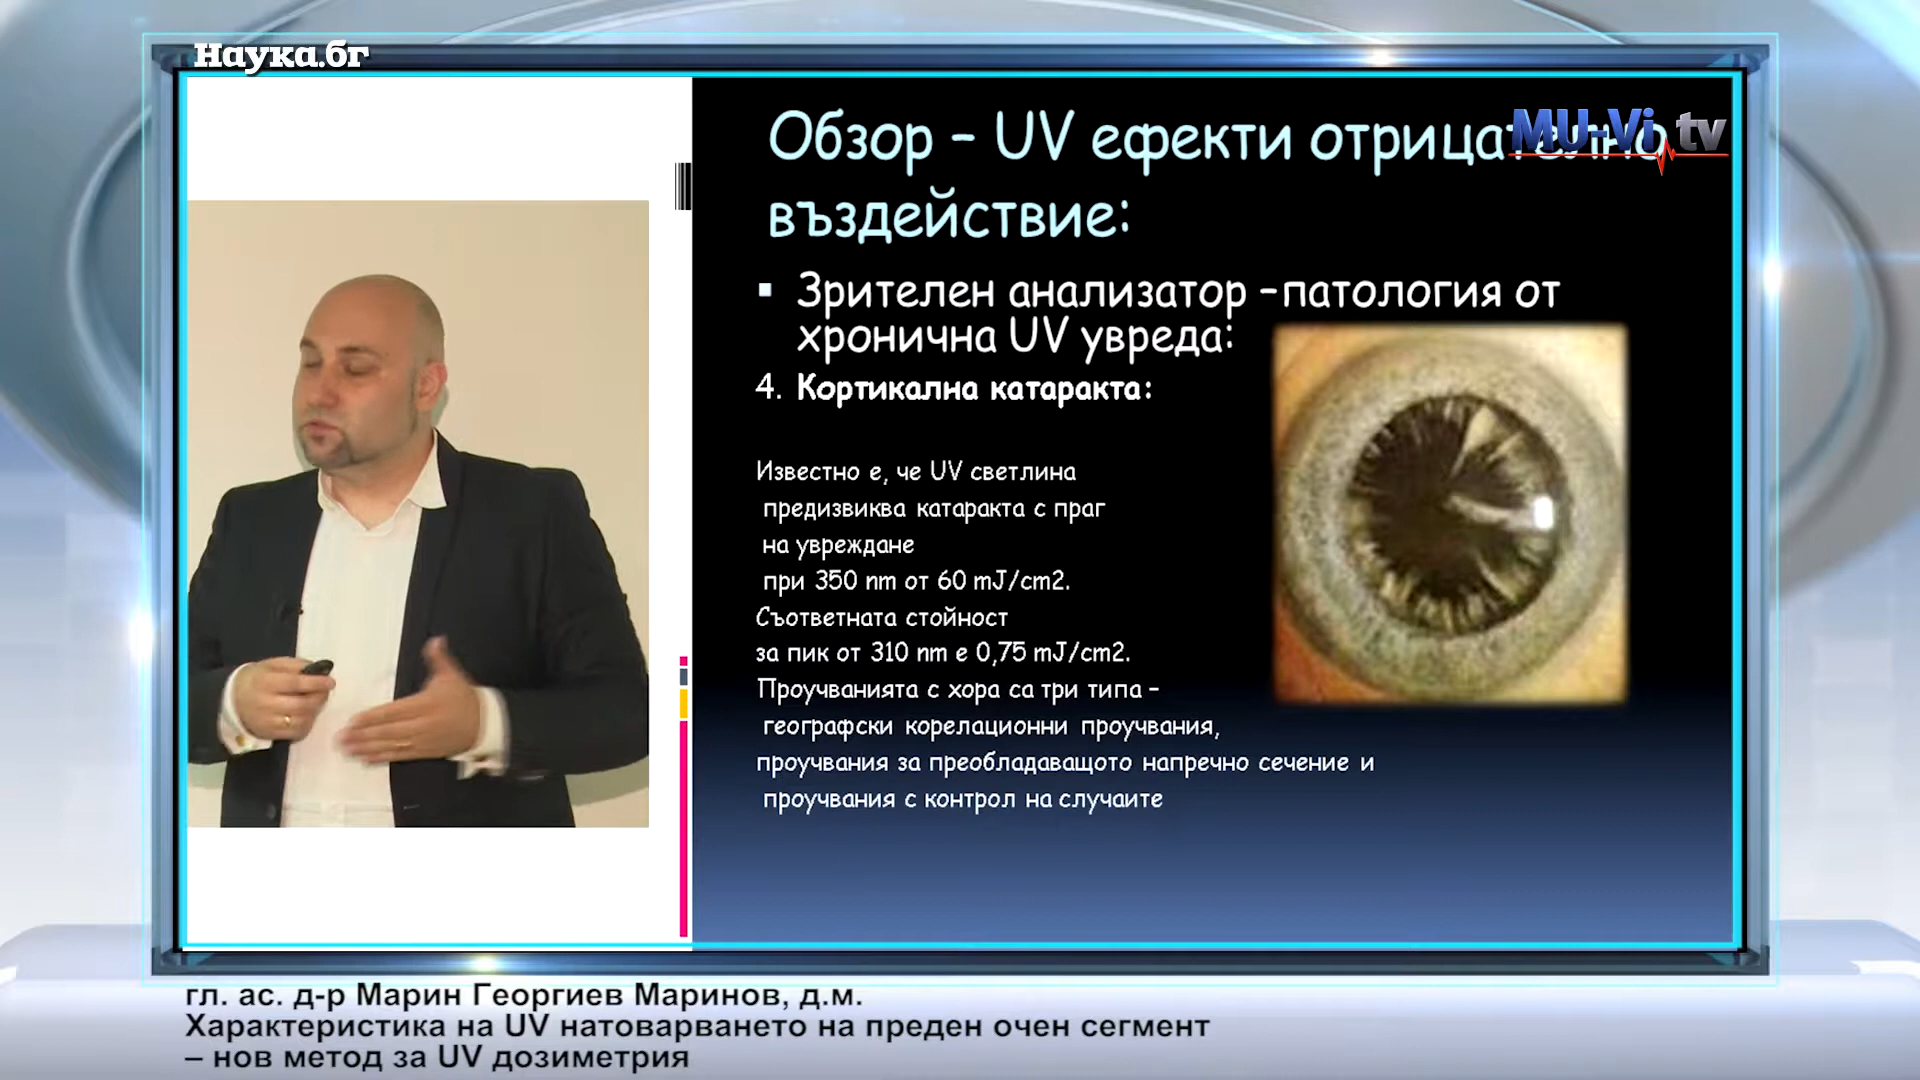 Наука.бг
MU-Vi tv
Обзор – UV ефекти отрицателно
въздействие:
▪ Зрителен анализатор –патология от
хронична UV увреда:
4. Кортикална катаракта:
Известно е, че UV светлина
предизвиква катаракта с праг
на увреждане
при 350 nm от 60 mJ/cm2.
Съответната стойност
за пик от 310 nm е 0,75 mJ/cm2.
Проучванията с хора са три типа –
географски корелационни проучвания,
проучвания за преобладаващото напречно сечение и
проучвания с контрол на случаите
гл. ас. д-р Марин Георгиев Маринов, д.м.
Характеристика на UV натоварването на преден очен сегмент
– нов метод за UV дозиметрия